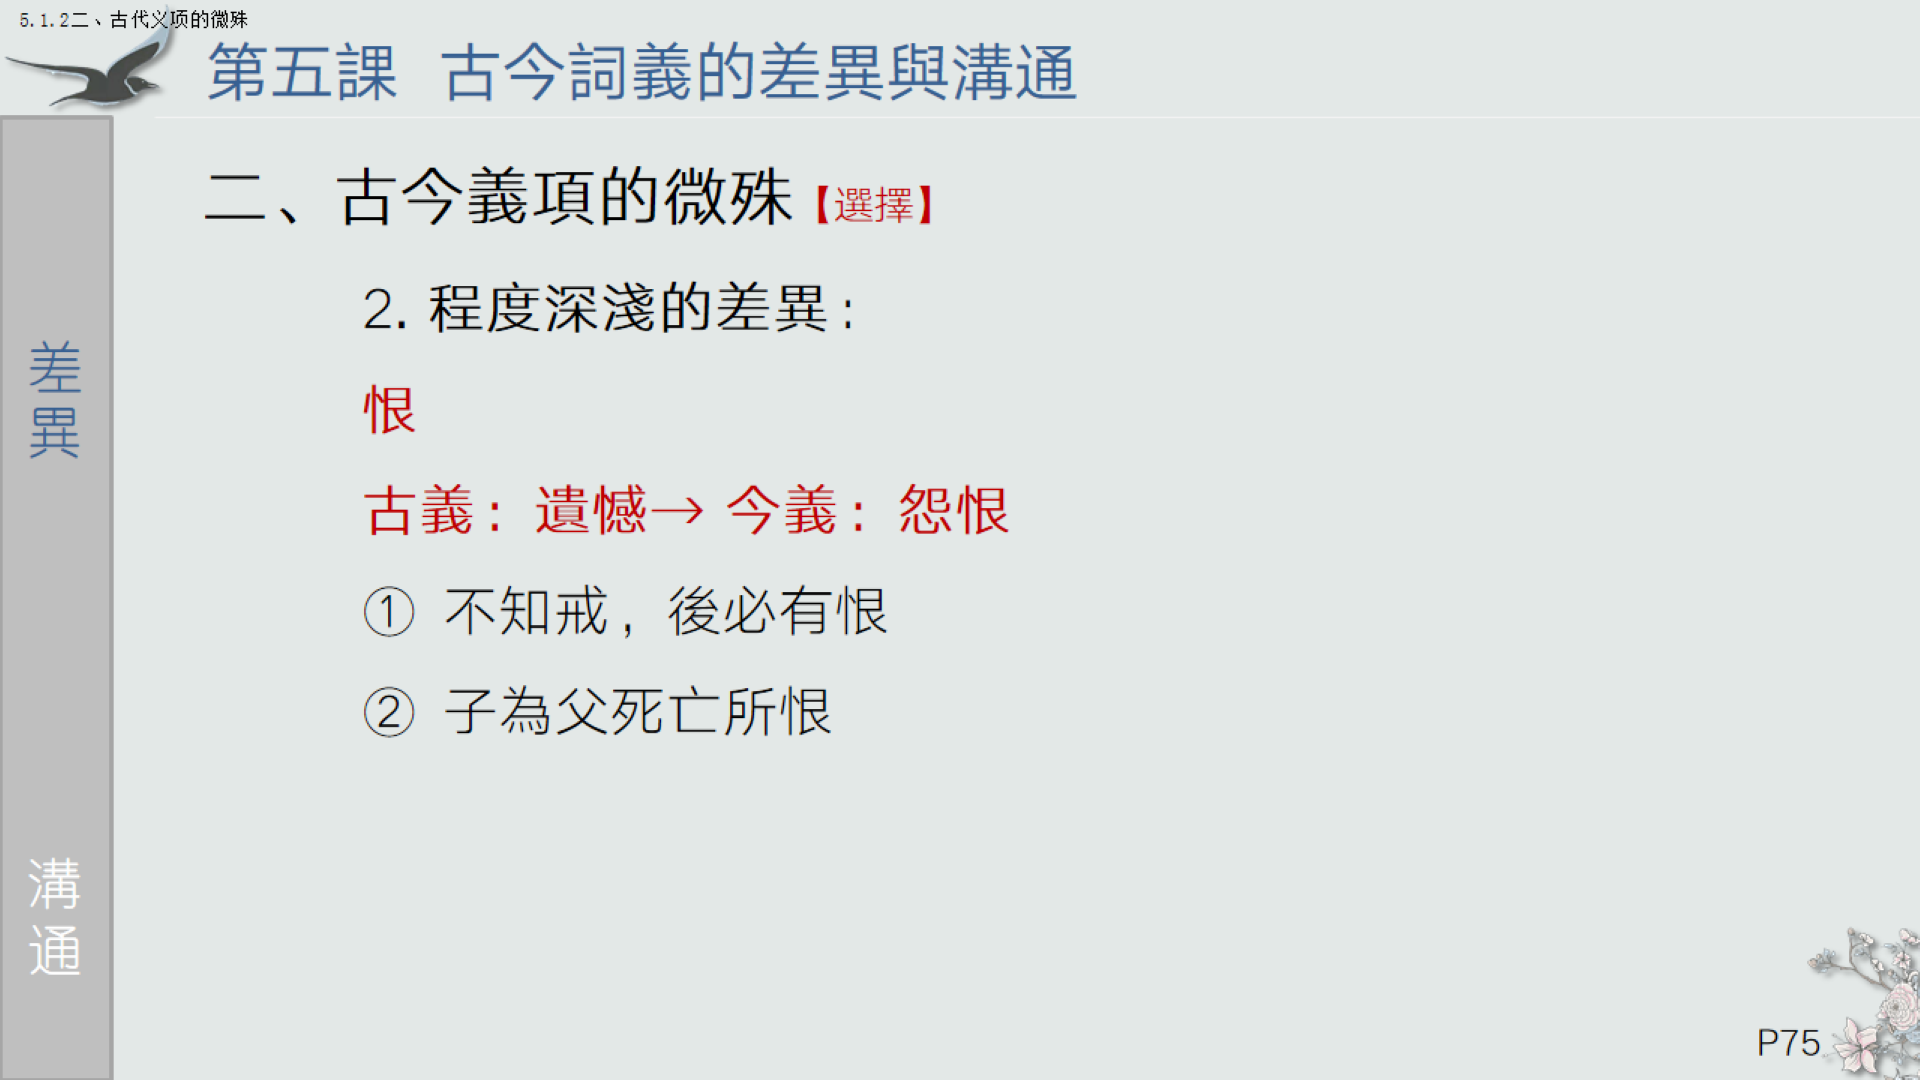 5.1.2二、古代义项的微殊
第五課 古今詞義的差異與溝通
二、古今義項的微殊【選擇】
2. 程度深淺的差異：
恨
古義：遺憾→ 今義：怨恨
① 不知戒，後必有恨
② 子為父死亡所恨
差異
溝通
P75